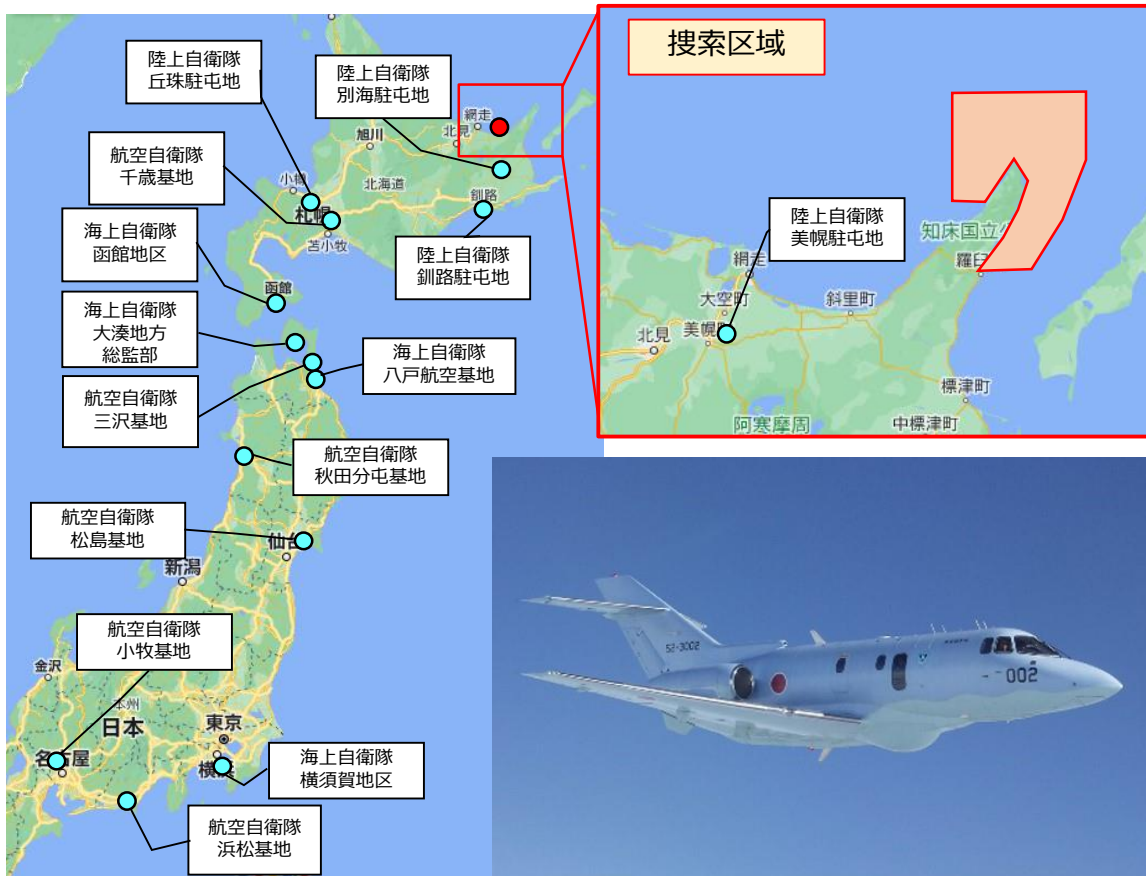 捜索区域
陸上自衛隊
丘珠駐屯地
陸上自衛隊
別海駐屯地
航空自衛隊
千歳基地
海上自衛隊
函館地区
海上自衛隊
大湊地方
総監部
航空自衛隊
三沢基地
陸上自衛隊
釧路駐屯地
海上自衛隊
八戸航空基地
航空自衛隊
秋田分屯基地
航空自衛隊
松島基地
航空自衛隊
小牧基地
海上自衛隊
横須賀地区
航空自衛隊
浜松基地
網走
北見
旭川
北海道
小樽
札幌
苫小牧
釧路
函館
仙台
新潟
金沢
本州
日本
東京
名古屋
陸上自衛隊
美幌駐屯地
知床国立
網走
大空町
斜里町
北見
美幌
標津町
中標津町
阿寒摩周
52-3002
002